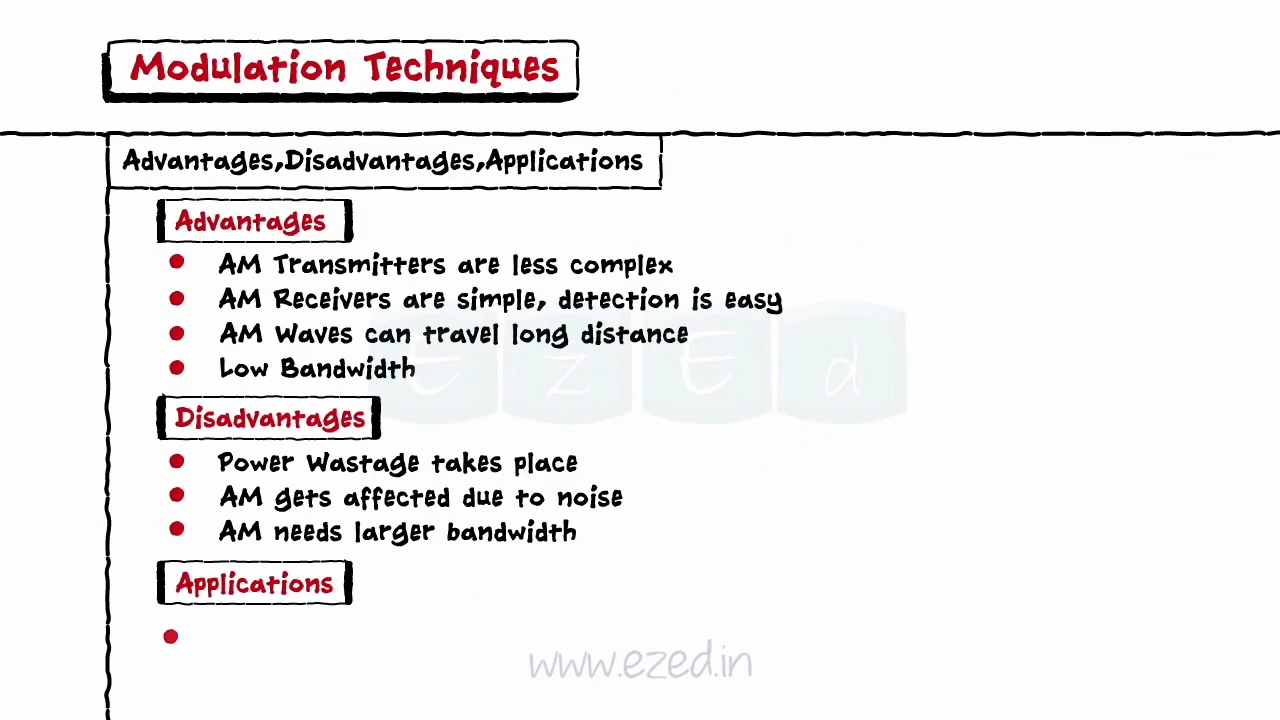 Modulation Techniques
Advantages,Disadvantages,Applications
Advantages
AM Transmitters are less complex
AM Receivers are simple, detection is easy
AM Waves can travel long distance
Low Bandwidth
EzEd
Disadvantages
Power Wastage takes place
AM gets affected due to noise
AM needs larger bandwidth
Applications
www.ezed.in